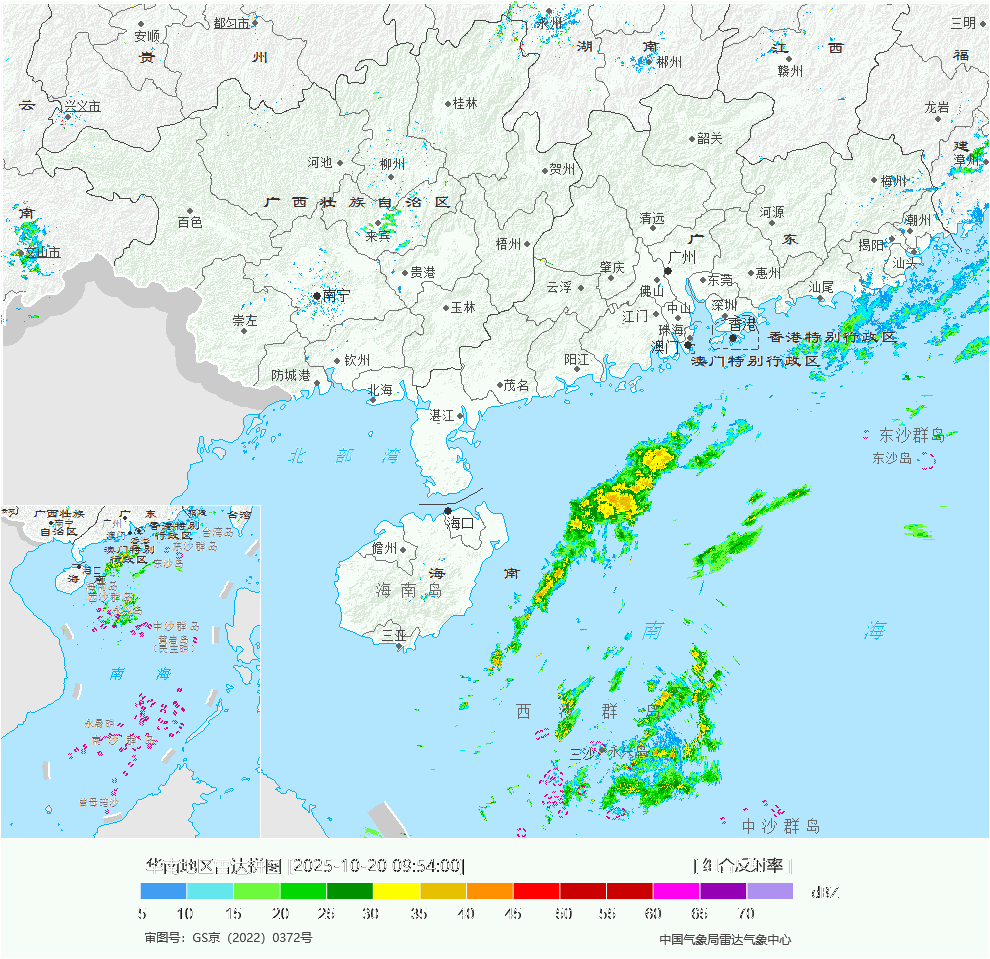 永州
安顺
都匀市
三明
贵 州
湖 南
江 西
福
郴州
赣州
云
兴义市
桂林
龙岩
韶关
建
漳州
河池
柳州
贺州
梅州
广 西 壮 族 自 治 区
南
百色
来宾
清远
河源
潮州
文山市
梧州
广 东
揭阳
汕头
贵港
肇庆
广州
东莞
惠州
南宁
云浮
佛山
汕尾
玉林
江门
中山
深圳
崇左
珠海
香港
香港特别行政区
澳门
澳门特别行政区
钦州
阳江
防城港
茂名
北海
湛江
东沙群岛
北 部 湾
东沙岛
海口
儋州
海 南
海 南 岛
三亚
南 海
西 沙 群 岛
三沙
永兴岛
中沙群岛
广西壮族
自治区
南宁
广 东
广州
香港特别
行政区
台湾
澳门特别
行政区
东沙群岛
海口
海 南
中沙群岛
黄岩岛
南 海
永暑礁
南 沙 群 岛
曾母暗沙
华南地区雷达拼图 [2025-10-20 09:54:00]
[组合反射率]
5 10 15 20 25 30 35 40 45 50 55 60 65 70
dBZ
审图号：GS京（2022）0372号
中国气象局雷达气象中心